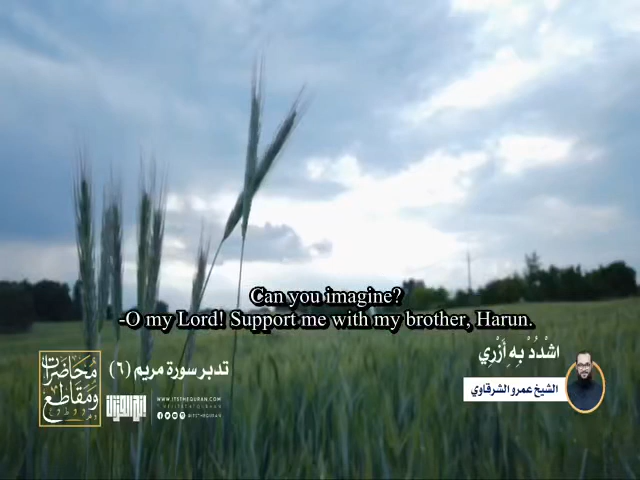 Can you imagine?
-O my Lord! Support me with my brother, Harun.
اشْدُدْ بِهِ أَزْرِي
الشيخ عمرو الشرقاوي
تدبر سورة مريم (٦)
محاضرات
ومقاطع
WWW.ITSTHEQURAN.COM